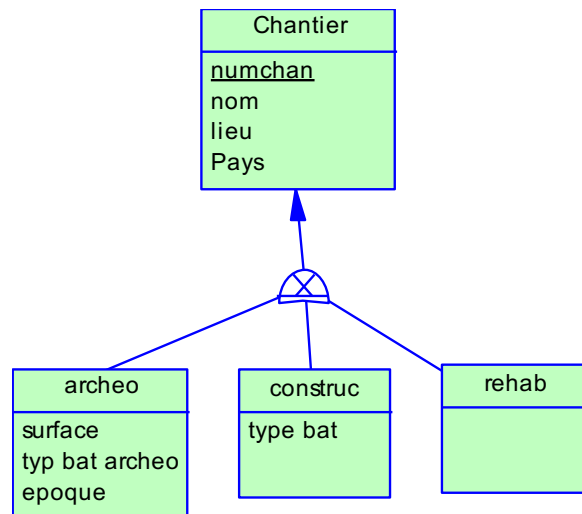 Chantier
numchan
nom
lieu
Pays
archeo
surface
typ bat archeo
epoque
construc
type bat
rehab